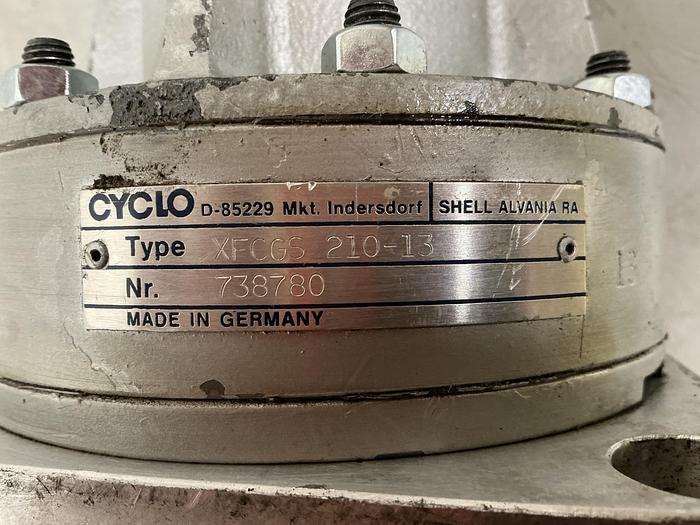 CYCLO D-85229 Mkt. Indersdorf SHELL ALVANIA RA
Type XFCGS 210-13
Nr. 738780
MADE IN GERMANY
B